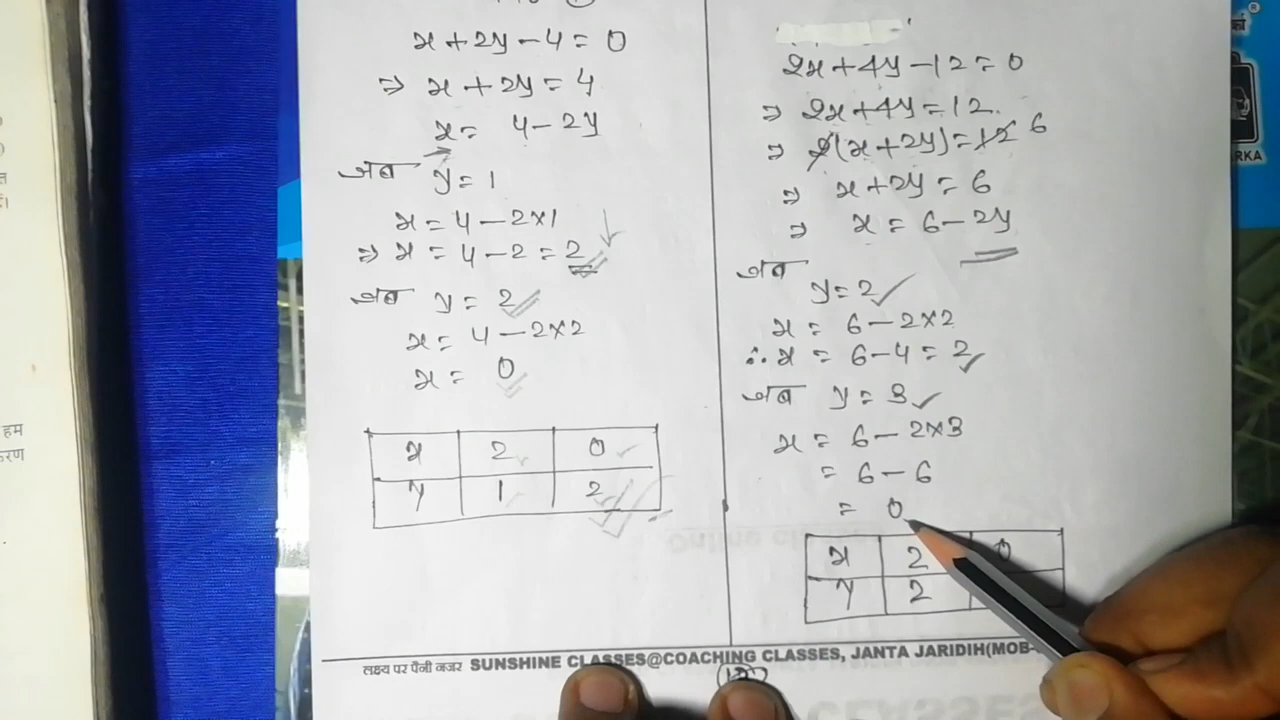 x + 2y - 4 = 0
⇒ x + 2y = 4
x = 4 - 2y
जब y = 1
x = 4 - 2×1
⇒ x = 4 - 2 = 2
जब y = 2
x = 4 - 2×2
x = 0
x 2 0
y 1 2
2x + 4y - 12 = 0
⇒ 2x + 4y = 12
⇒ 2(x + 2y) = 12 6
⇒ x + 2y = 6
⇒ x = 6 - 2y
जब
y = 2
x = 6 - 2×2
∴ x = 6 - 4 = 2
जब y = 3
x = 6 - 2×3
= 6 - 6
= 0
x 2 0
y 2
लक्ष्य पर पैनी नजर SUNSHINE CLASSES@COACHING CLASSES, JANTA JARIDIH(MOB-
हम
करण
RKA